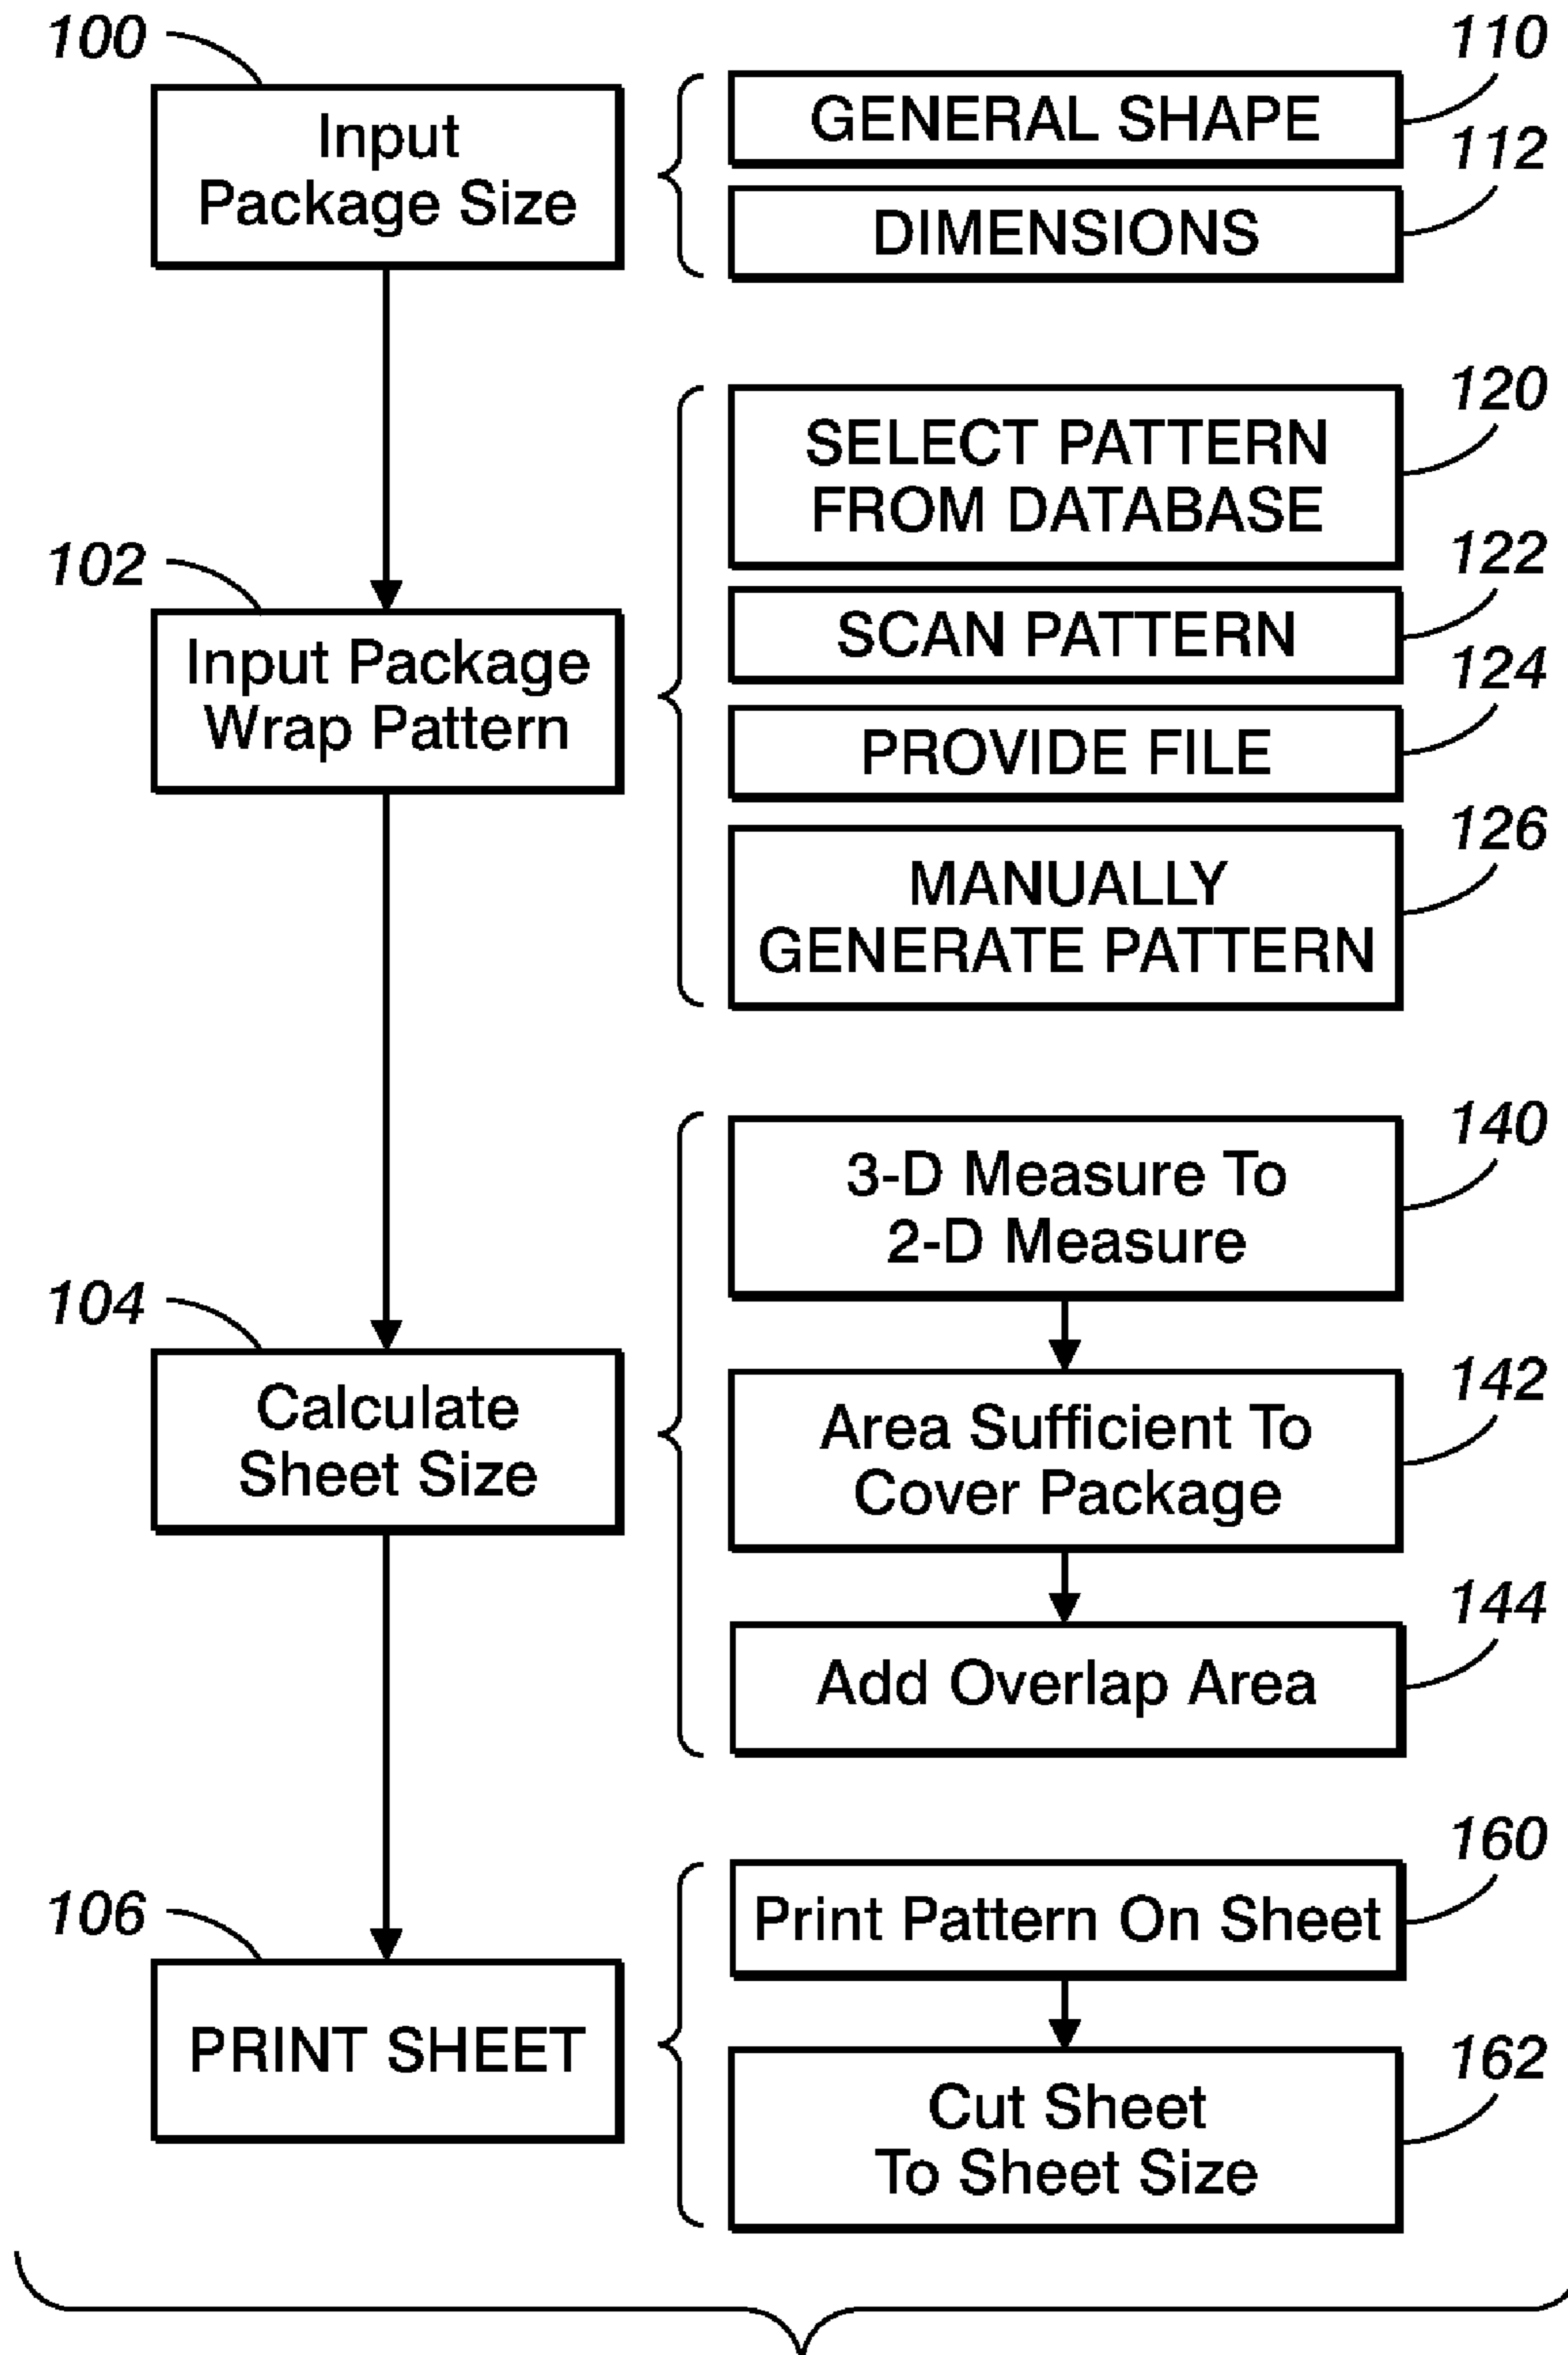 100
Input
Package Size
110
GENERAL SHAPE
112
DIMENSIONS
102
Input Package
Wrap Pattern
120
SELECT PATTERN
FROM DATABASE
122
SCAN PATTERN
124
PROVIDE FILE
126
MANUALLY
GENERATE PATTERN
104
Calculate
Sheet Size
140
3-D Measure To
2-D Measure
142
Area Sufficient To
Cover Package
144
Add Overlap Area
106
PRINT SHEET
160
Print Pattern On Sheet
162
Cut Sheet
To Sheet Size